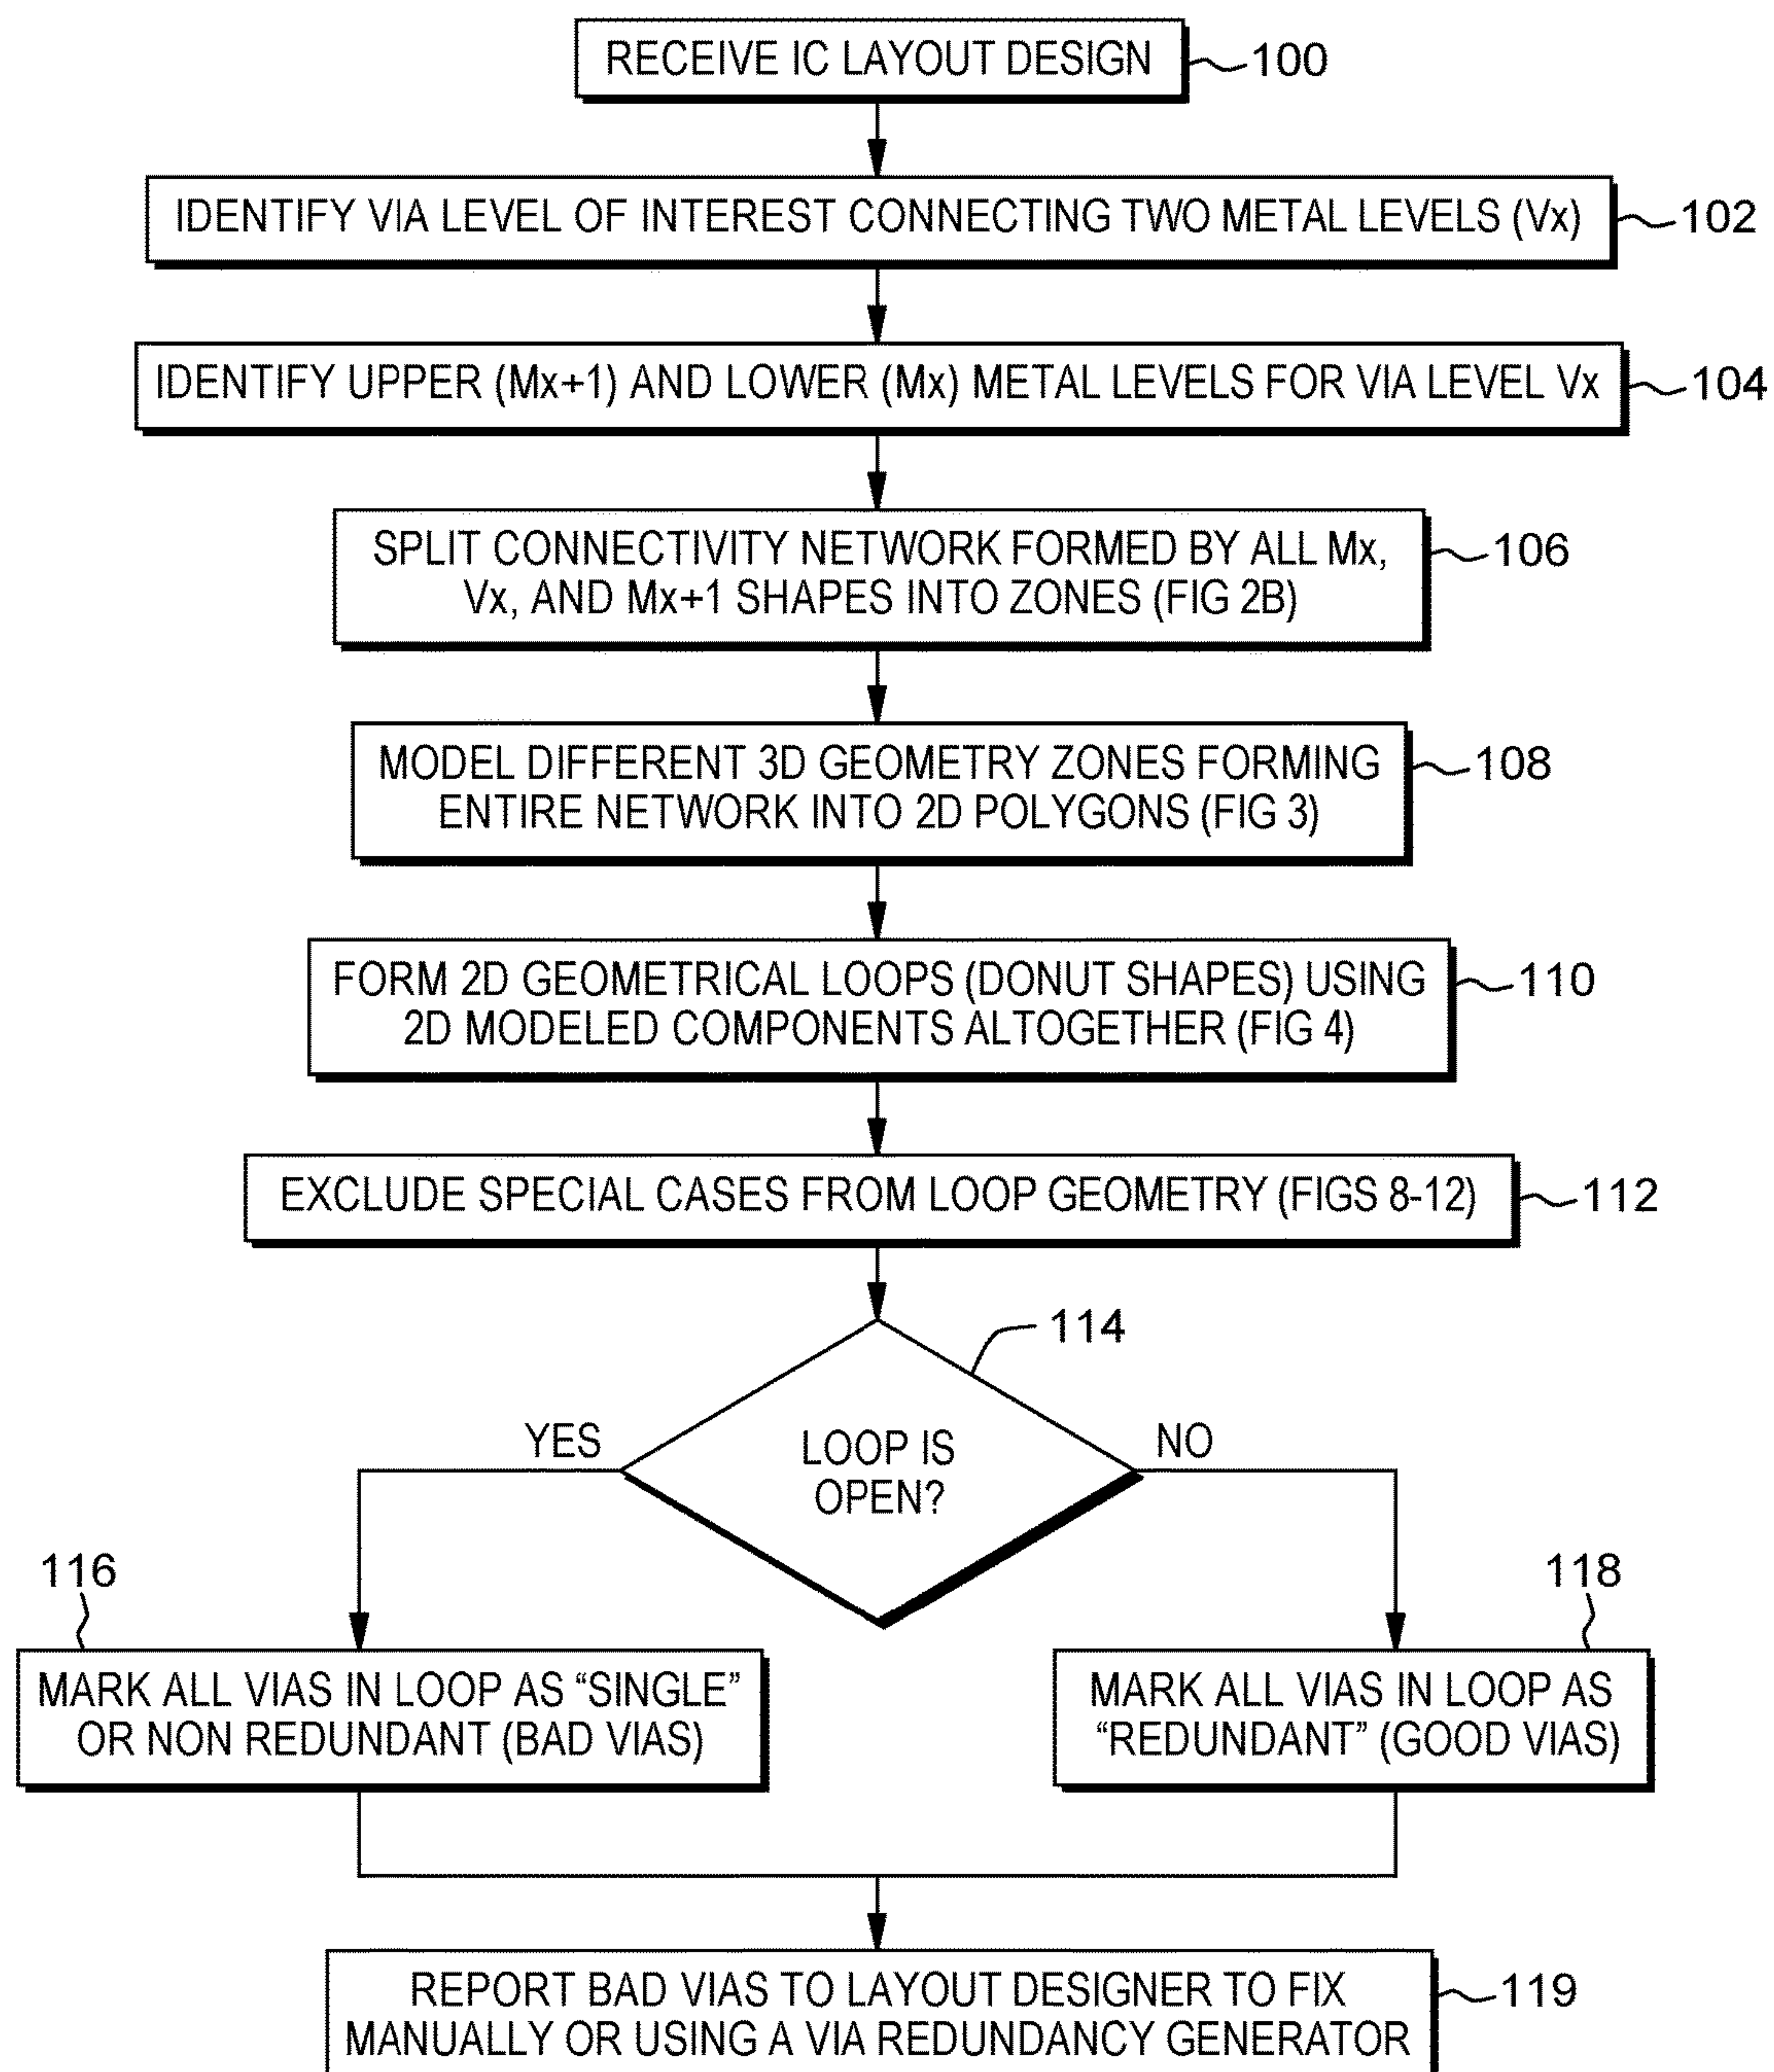 RECEIVE IC LAYOUT DESIGN
100
IDENTIFY VIA LEVEL OF INTEREST CONNECTING TWO METAL LEVELS (Vx)
102
IDENTIFY UPPER (Mx+1) AND LOWER (Mx) METAL LEVELS FOR VIA LEVEL Vx
104
SPLIT CONNECTIVITY NETWORK FORMED BY ALL Mx,
Vx, AND Mx+1 SHAPES INTO ZONES (FIG 2B)
106
MODEL DIFFERENT 3D GEOMETRY ZONES FORMING
ENTIRE NETWORK INTO 2D POLYGONS (FIG 3)
108
FORM 2D GEOMETRICAL LOOPS (DONUT SHAPES) USING
2D MODELED COMPONENTS ALTOGETHER (FIG 4)
110
EXCLUDE SPECIAL CASES FROM LOOP GEOMETRY (FIGS 8-12)
112
114
LOOP IS
OPEN?
YES
NO
116
MARK ALL VIAS IN LOOP AS “SINGLE”
OR NON REDUNDANT (BAD VIAS)
118
MARK ALL VIAS IN LOOP AS
“REDUNDANT” (GOOD VIAS)
REPORT BAD VIAS TO LAYOUT DESIGNER TO FIX
MANUALLY OR USING A VIA REDUNDANCY GENERATOR
119